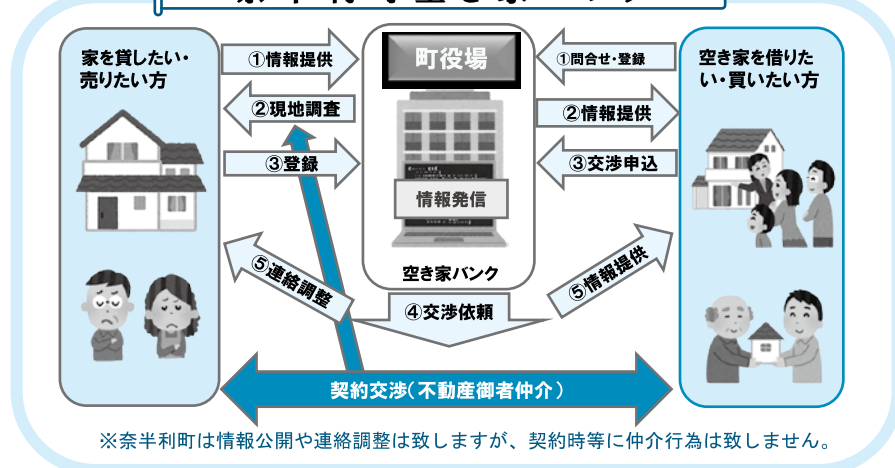 家を貸したい・
売りたい方
①情報提供
②現地調査
③登録
町役場
情報発信
空き家バンク
①問合せ・登録
②情報提供
③交渉申込
空き家を借りた
い・買いたい方
⑤連絡調整
④交渉依頼
⑤情報提供
契約交渉(不動産御者仲介)
※奈半利町は情報公開や連絡調整は致しますが、契約時等に仲介行為は致しません。